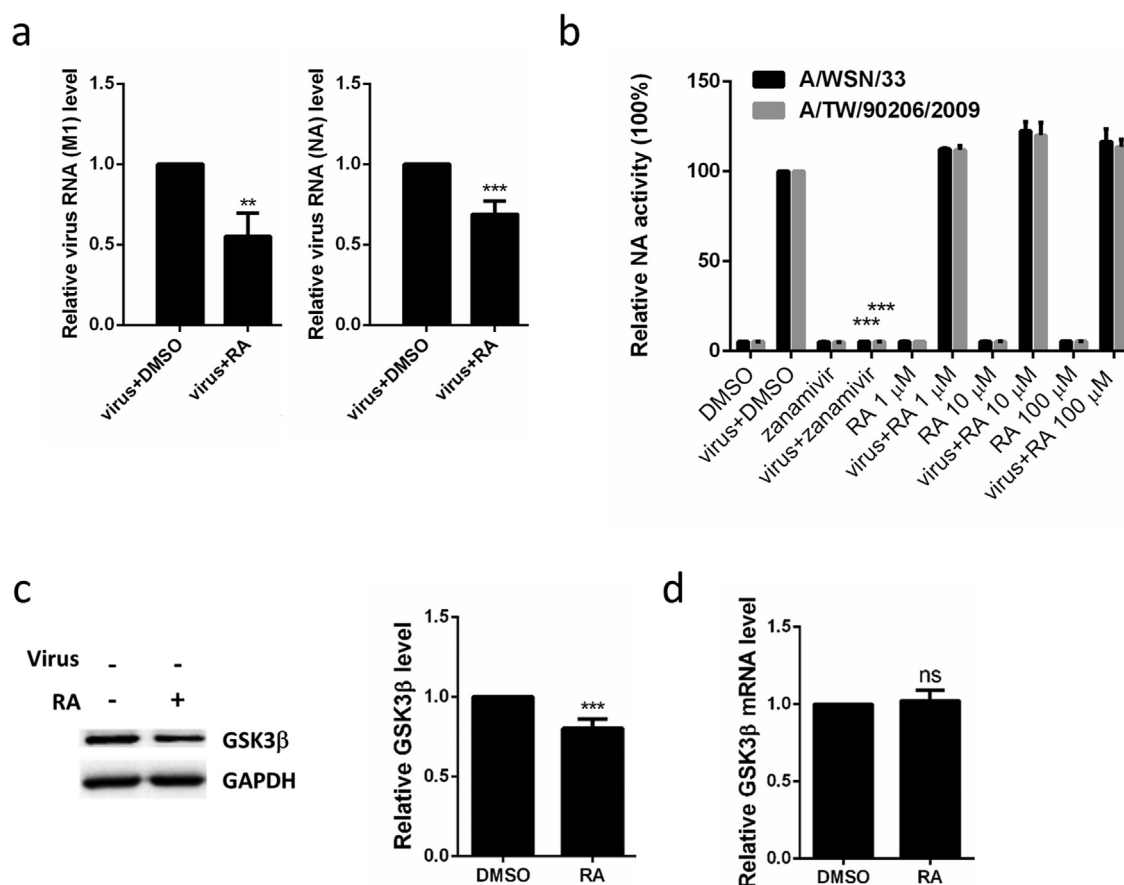 a
Relative virus RNA (M1) level
1.5
1.0
0.5
0.0
**
virus+DMSO
virus+RA
Relative virus RNA (NA) level
1.5
1.0
0.5
0.0
***
virus+DMSO
virus+RA
b
Relative NA activity (100%)
150
100
50
0
A/WSN/33
A/TW/90206/2009
***
***
DMSO
virus+DMSO
zanamivir
virus+zanamivir
RA 1 μM
virus+RA 1 μM
RA 10 μM
virus+RA 10 μM
RA 100 μM
virus+RA 100 μM
c
Virus - -
RA - +
GSK3β
GAPDH
Relative GSK3β level
1.5
1.0
0.5
0.0
***
DMSO
RA
d
Relative GSK3β mRNA level
1.5
1.0
0.5
0.0
ns
DMSO
RA